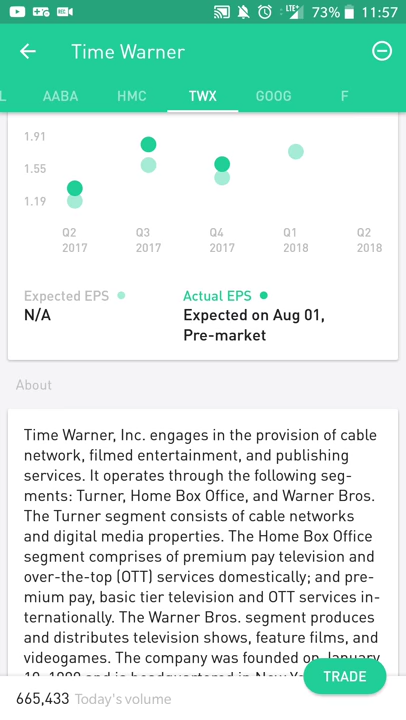 73% 11:57
Time Warner
L AABA HMC TWX GOOG F
1.91
1.55
1.19
Q2 Q3 Q4 Q1 Q2
2017 2017 2017 2018 2018
Expected EPS Actual EPS
N/A Expected on Aug 01,
Pre-market
About
Time Warner, Inc. engages in the provision of cable
network, filmed entertainment, and publishing
services. It operates through the following seg-
ments: Turner, Home Box Office, and Warner Bros.
The Turner segment consists of cable networks
and digital media properties. The Home Box Office
segment comprises of premium pay television and
over-the-top (OTT) services domestically; and pre-
mium pay, basic tier television and OTT services in-
ternationally. The Warner Bros. segment produces
and distributes television shows, feature films, and
videogames. The company was founded on January
and is headquartered in New
TRADE
665,433 Today's volume